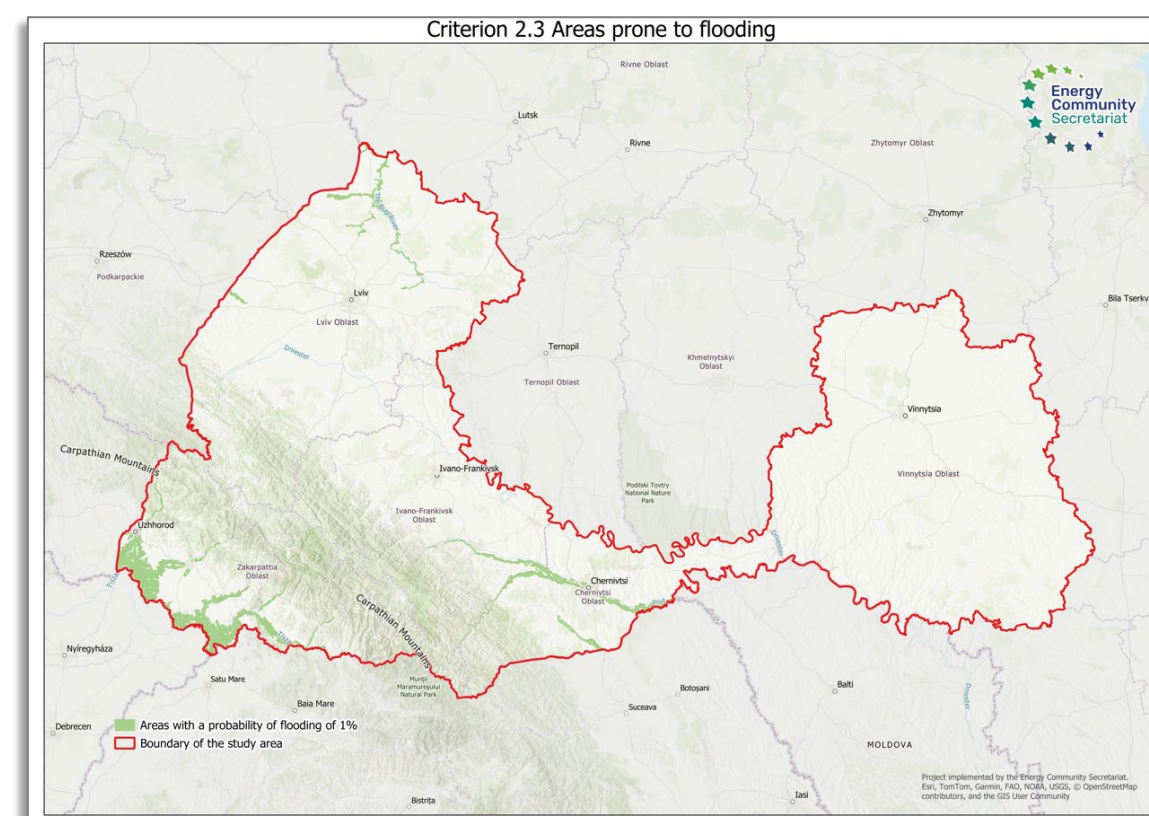 Criterion 2.3 Areas prone to flooding
Rivne Oblast
Energy
Community
Secretariat
Lutsk
Rivne
Zhytomyr Oblast
Zhytomyr
Rzeszów
Podkarpackie
Lviv
Lviv Oblast
Bila Tserkv
Dniester
Ternopil
Ternopil Oblast
Khmelnytskyi
Oblast
Vinnytsia
Vinnytsia Oblast
Carpathian Mountains
Ivano-Frankivsk
Podilski Tovtry
National Nature
Park
Ivano-Frankivsk
Oblast
Uzhhorod
Dniester
Zakarpattia
Oblast
Tisza
Chernivtsi
Chernivtsi
Oblast
Carpathian Mountains
Nyíregyháza
Satu Mare
Munții
Maramureșului
Natural Park
Botoșani
Balti
Dniester
Baia Mare
Suceava
Debrecen
Areas with a probability of flooding of 1%
Boundary of the study area
MOLDOVA
Bistrița
Iasi
Project implemented by the Energy Community Secretariat.
Esri, TomTom, Garmin, FAO, NOAA, USGS, © OpenStreetMap
contributors, and the GIS User Community